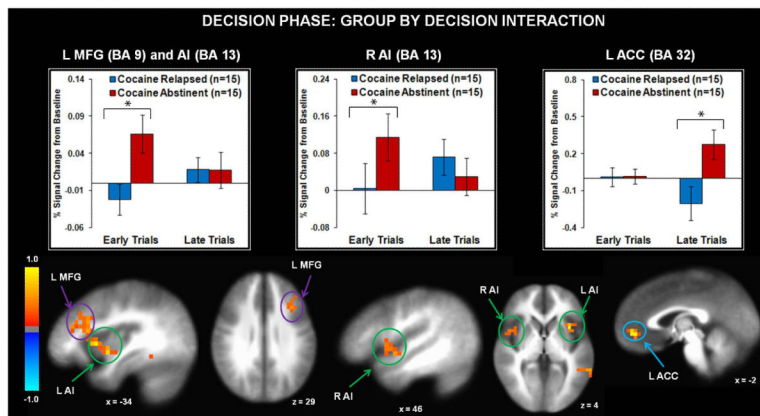 DECISION PHASE: GROUP BY DECISION INTERACTION
L MFG (BA 9) and AI (BA 13)
% Signal Change from Baseline
0.14
0.09
0.04
-0.01
-0.06
Cocaine Relapsed (n=15)
Cocaine Abstinent (n=15)
*
Early Trials Late Trials
R AI (BA 13)
% Signal Change from Baseline
0.24
0.16
0.08
0
-0.08
Cocaine Relapsed (n=15)
Cocaine Abstinent (n=15)
*
Early Trials Late Trials
L ACC (BA 32)
% Signal Change from Baseline
0.8
0.5
0.2
-0.1
-0.4
Cocaine Relapsed (n=15)
Cocaine Abstinent (n=15)
*
Early Trials Late Trials
1.0
-1.0
L MFG
L AI
x = -34
L MFG
z = 29
R AI
x = 46
R AI
L AI
z = 4
L ACC
x = -2